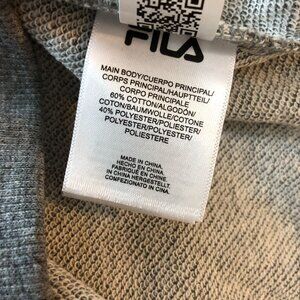 FILA
MAIN BODY/CUERPO PRINCIPAL/
CORPS PRINCIPAL/HAUPTTEIL/
CORPO PRINCIPALE
60% COTTON/ALGODÓN/
COTON/BAUMWOLLE/COTONE
40% POLYESTER/POLIESTER/
POLYESTER/POLYESTER/
POLIESTERE
MADE IN CHINA.
HECHO EN CHINA.
FABRIQUÉ EN CHINE.
IN CHINA HERGESTELLT.
CONFEZIONATO IN CINA.